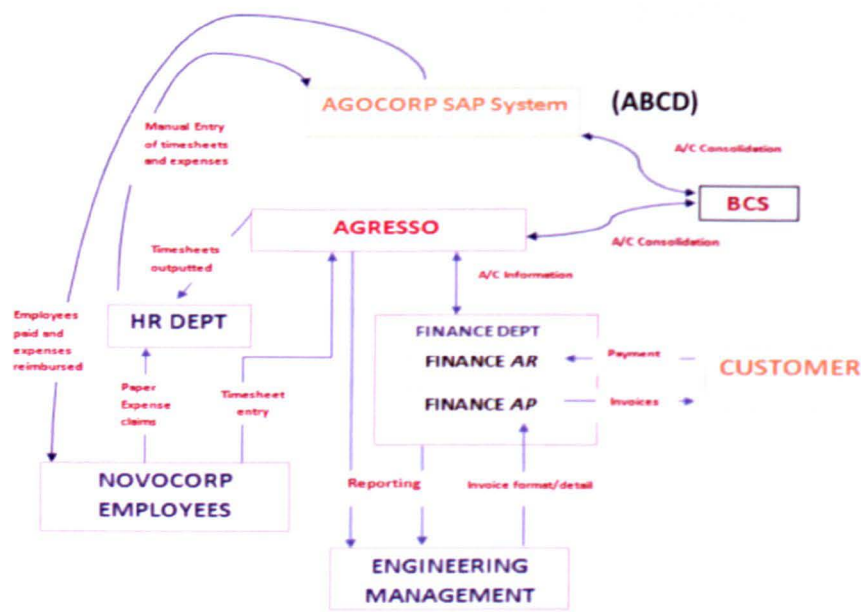 AGOCORP SAP System
(ABCD)
Manual Entry
of timesheets
and expenses
A/C Consolidation
BCS
AGRESSO
A/C Consolidation
Timesheets
outputted
A/C Information
HR DEPT
Employees
paid and
expenses
reimbursed
FINANCE DEPT
FINANCE AR
Payment
CUSTOMER
Paper
Expense
claims
Timesheet
entry
FINANCE AP
Invoices
NOVOCORP
EMPLOYEES
Reporting
Invoice format/detail
ENGINEERING
MANAGEMENT